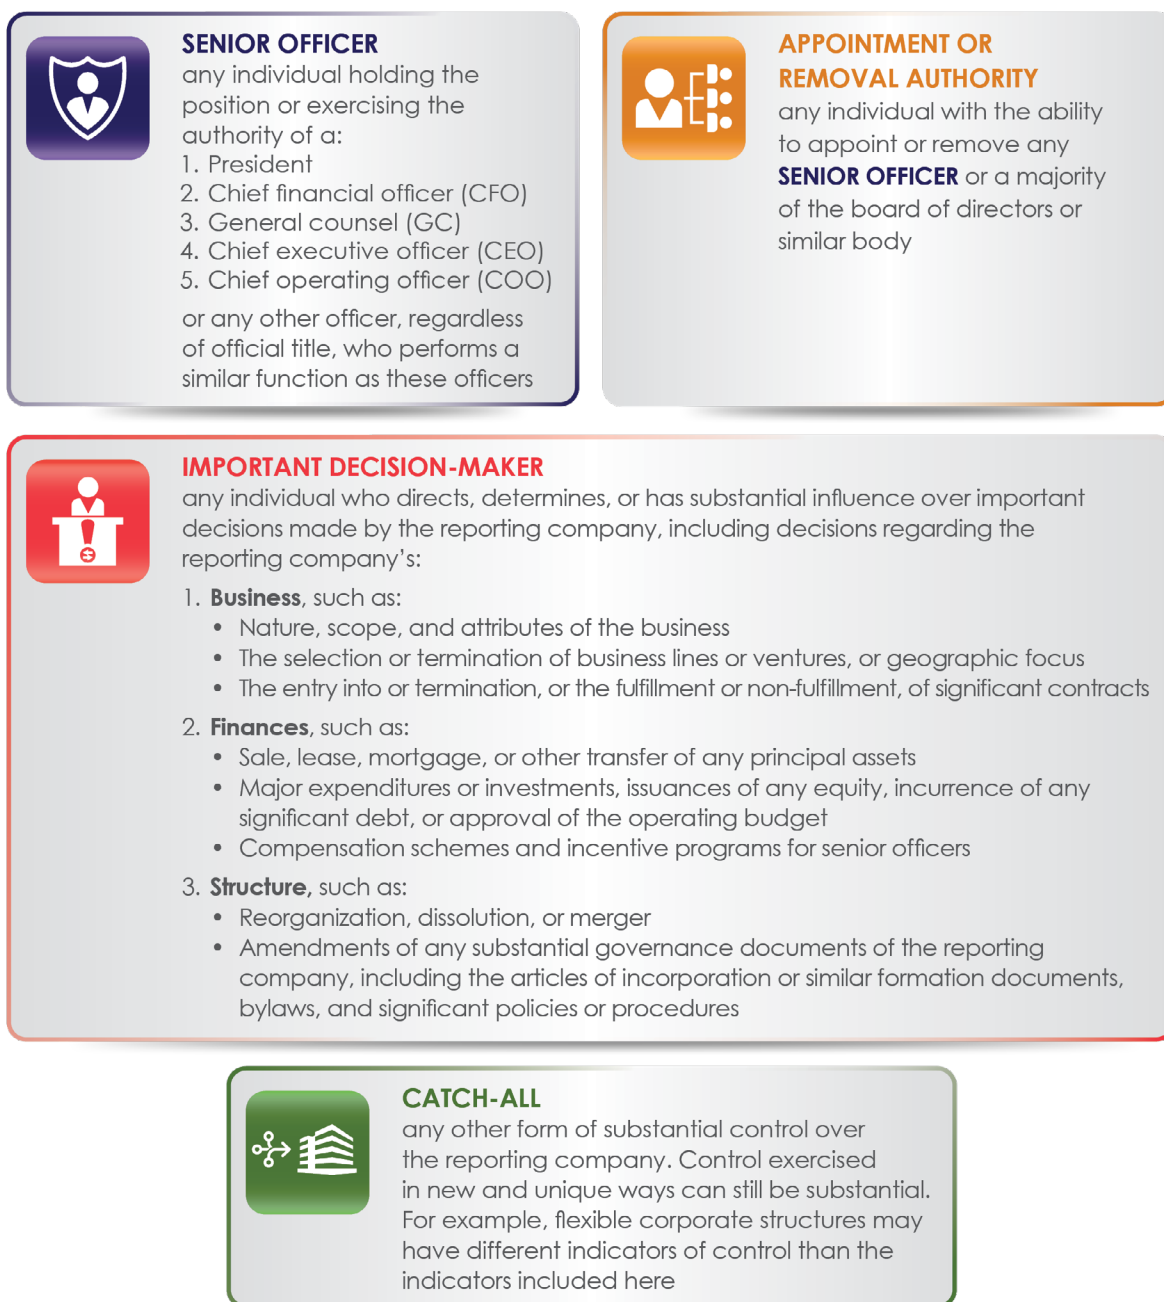 SENIOR OFFICER
any individual holding the
position or exercising the
authority of a:
1. President
2. Chief financial officer (CFO)
3. General counsel (GC)
4. Chief executive officer (CEO)
5. Chief operating officer (COO)
or any other officer, regardless
of official title, who performs a
similar function as these officers
APPOINTMENT OR
REMOVAL AUTHORITY
any individual with the ability
to appoint or remove any
SENIOR OFFICER or a majority
of the board of directors or
similar body
IMPORTANT DECISION-MAKER
any individual who directs, determines, or has substantial influence over important
decisions made by the reporting company, including decisions regarding the
reporting company’s:
1. Business, such as:
• Nature, scope, and attributes of the business
• The selection or termination of business lines or ventures, or geographic focus
• The entry into or termination, or the fulfillment or non-fulfillment, of significant contracts
2. Finances, such as:
• Sale, lease, mortgage, or other transfer of any principal assets
• Major expenditures or investments, issuances of any equity, incurrence of any
significant debt, or approval of the operating budget
• Compensation schemes and incentive programs for senior officers
3. Structure, such as:
• Reorganization, dissolution, or merger
• Amendments of any substantial governance documents of the reporting
company, including the articles of incorporation or similar formation documents,
bylaws, and significant policies or procedures
CATCH-ALL
any other form of substantial control over
the reporting company. Control exercised
in new and unique ways can still be substantial.
For example, flexible corporate structures may
have different indicators of control than the
indicators included here